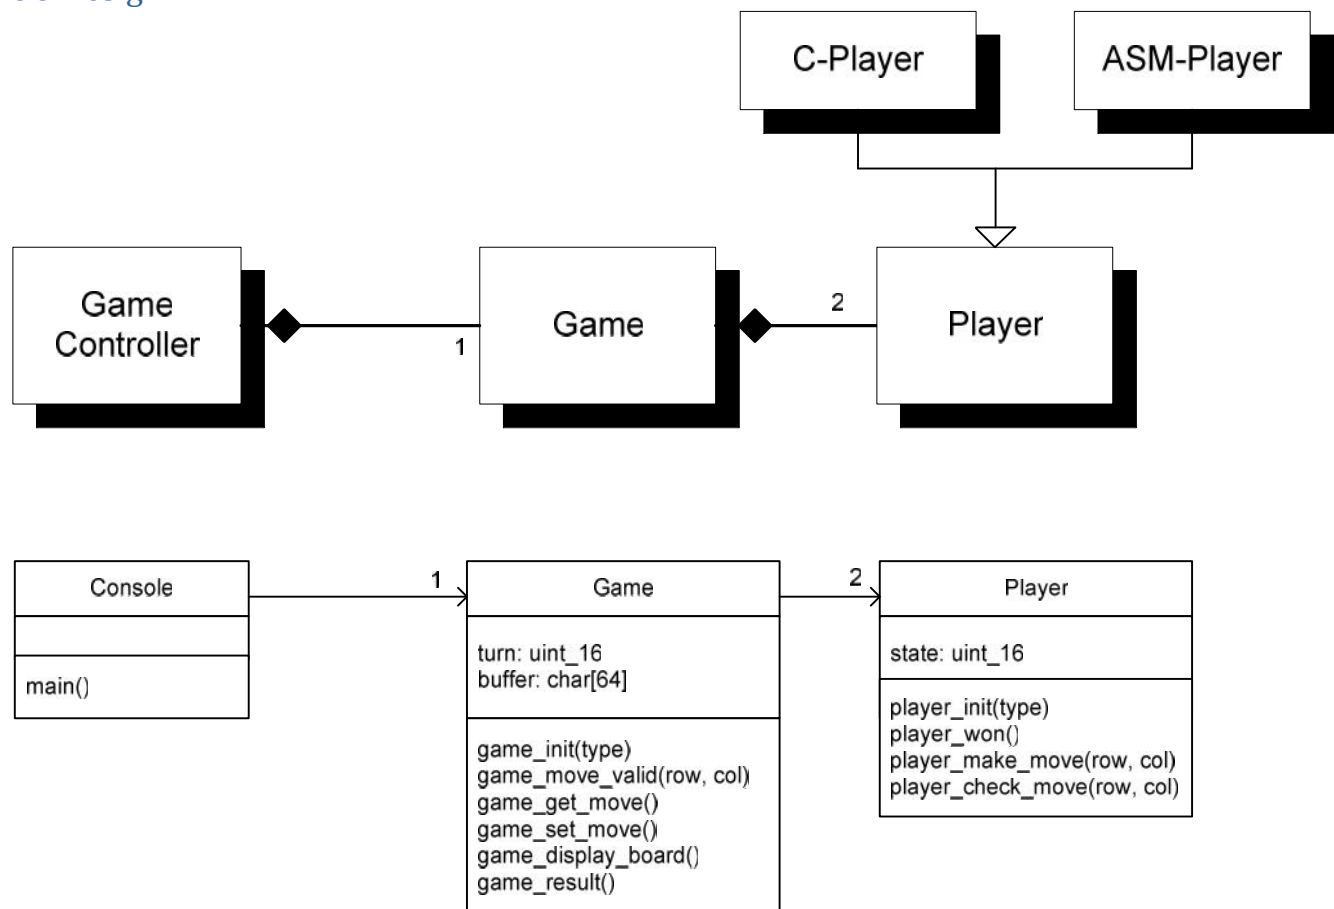 C-Player
ASM-Player
Game
Controller
1
Game
2
Player
Console
main()
1
Game
turn: uint_16
buffer: char[64]
game_init(type)
game_move_valid(row, col)
game_get_move()
game_set_move()
game_display_board()
game_result()
2
Player
state: uint_16
player_init(type)
player_won()
player_make_move(row, col)
player_check_move(row, col)